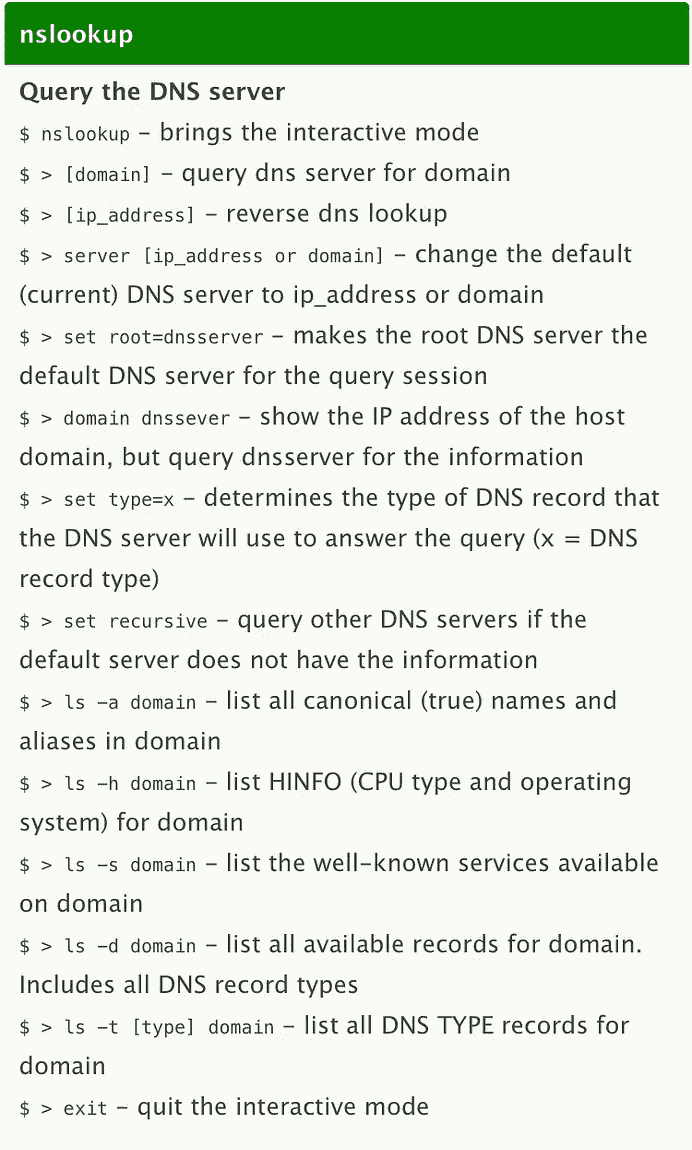 nslookup
Query the DNS server
$ nslookup – brings the interactive mode
$ > [domain] – query dns server for domain
$ > [ip_address] – reverse dns lookup
$ > server [ip_address or domain] – change the default
(current) DNS server to ip_address or domain
$ > set root=dnsserver – makes the root DNS server the
default DNS server for the query session
$ > domain dnssever – show the IP address of the host
domain, but query dnsserver for the information
$ > set type=x – determines the type of DNS record that
the DNS server will use to answer the query (x = DNS
record type)
$ > set recursive – query other DNS servers if the
default server does not have the information
$ > ls -a domain – list all canonical (true) names and
aliases in domain
$ > ls -h domain – list HINFO (CPU type and operating
system) for domain
$ > ls -s domain – list the well-known services available
on domain
$ > ls -d domain – list all available records for domain.
Includes all DNS record types
$ > ls -t [type] domain – list all DNS TYPE records for
domain
$ > exit – quit the interactive mode